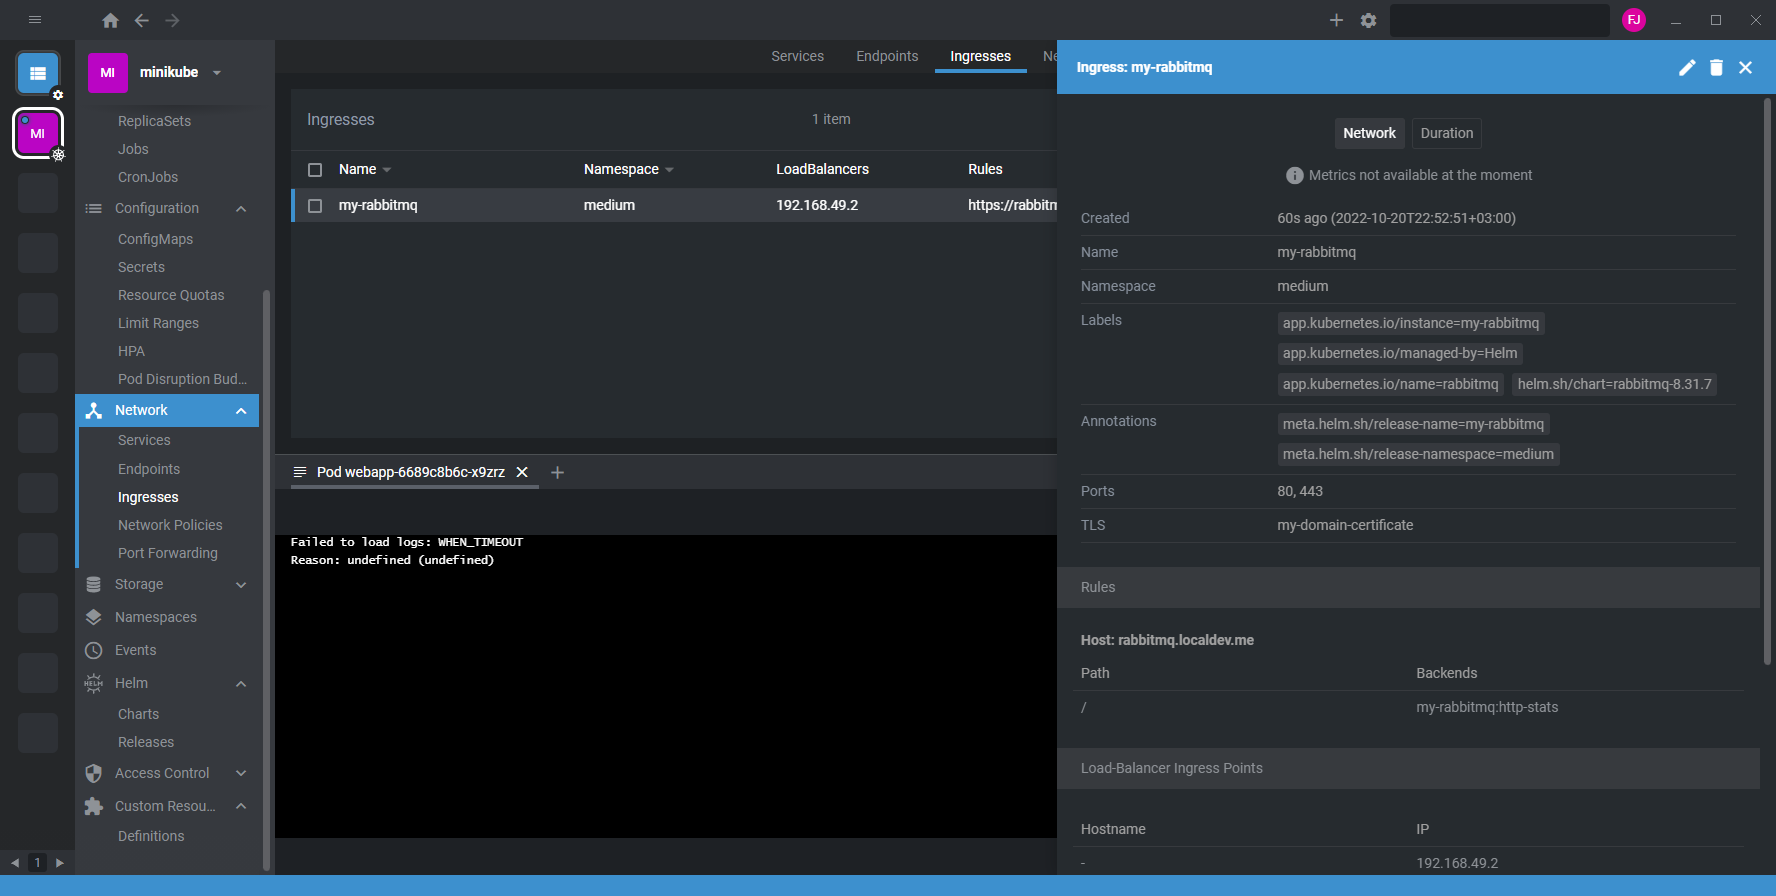 FJ
MI
minikube
MI
ReplicaSets
Jobs
CronJobs
Configuration
ConfigMaps
Secrets
Resource Quotas
Limit Ranges
HPA
Pod Disruption Bud...
Network
Services
Endpoints
Ingresses
Network Policies
Port Forwarding
Storage
Namespaces
Events
HELM Helm
Charts
Releases
Access Control
Custom Resou...
Definitions
1
Services Endpoints Ingresses Ne
Ingresses 1 item
Name Namespace LoadBalancers Rules
my-rabbitmq medium 192.168.49.2 https://rabbitm
Pod webapp-6689c8b6c-x9zrz
Failed to load logs: WHEN_TIMEOUT
Reason: undefined (undefined)
Ingress: my-rabbitmq
Network Duration
Metrics not available at the moment
Created 60s ago (2022-10-20T22:52:51+03:00)
Name my-rabbitmq
Namespace medium
Labels app.kubernetes.io/instance=my-rabbitmq
app.kubernetes.io/managed-by=Helm
app.kubernetes.io/name=rabbitmq helm.sh/chart=rabbitmq-8.31.7
Annotations meta.helm.sh/release-name=my-rabbitmq
meta.helm.sh/release-namespace=medium
Ports 80, 443
TLS my-domain-certificate
Rules
Host: rabbitmq.localdev.me
Path Backends
/ my-rabbitmq:http-stats
Load-Balancer Ingress Points
Hostname IP
- 192.168.49.2